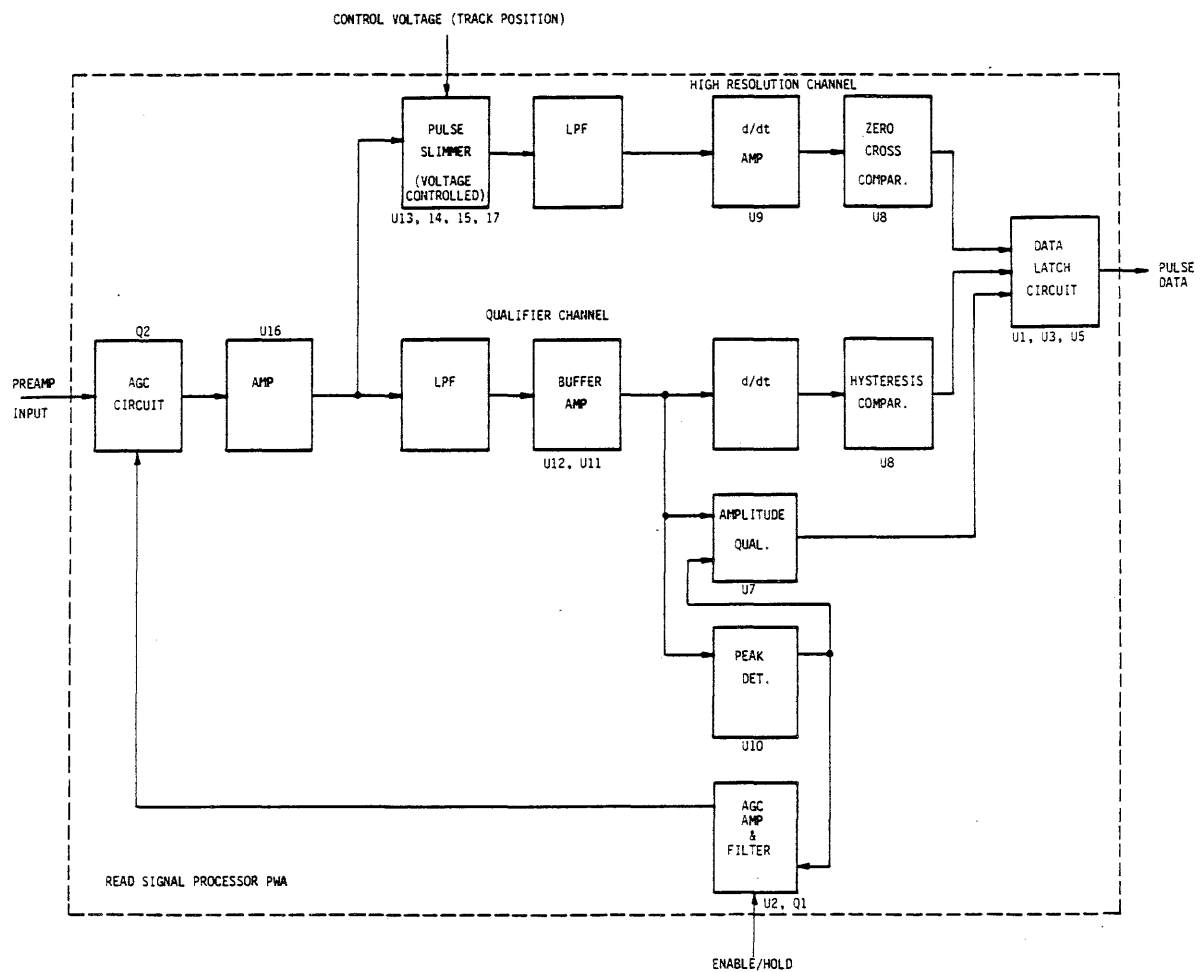 CONTROL VOLTAGE (TRACK POSITION)
HIGH RESOLUTION CHANNEL
PULSE
SLIMMER
(VOLTAGE
CONTROLLED)
U13, 14, 15, 17
LPF
d/dt
AMP
U9
ZERO
CROSS
COMPAR.
U8
DATA
LATCH
CIRCUIT
U1, U3, U5
PULSE
DATA
QUALIFIER CHANNEL
PREAMP
INPUT
Q2
AGC
CIRCUIT
U16
AMP
LPF
BUFFER
AMP
U12, U11
d/dt
HYSTERESIS
COMPAR.
U8
AMPLITUDE
QUAL.
U7
PEAK
DET.
U10
AGC
AMP
&
FILTER
U2, Q1
READ SIGNAL PROCESSOR PWA
ENABLE/HOLD